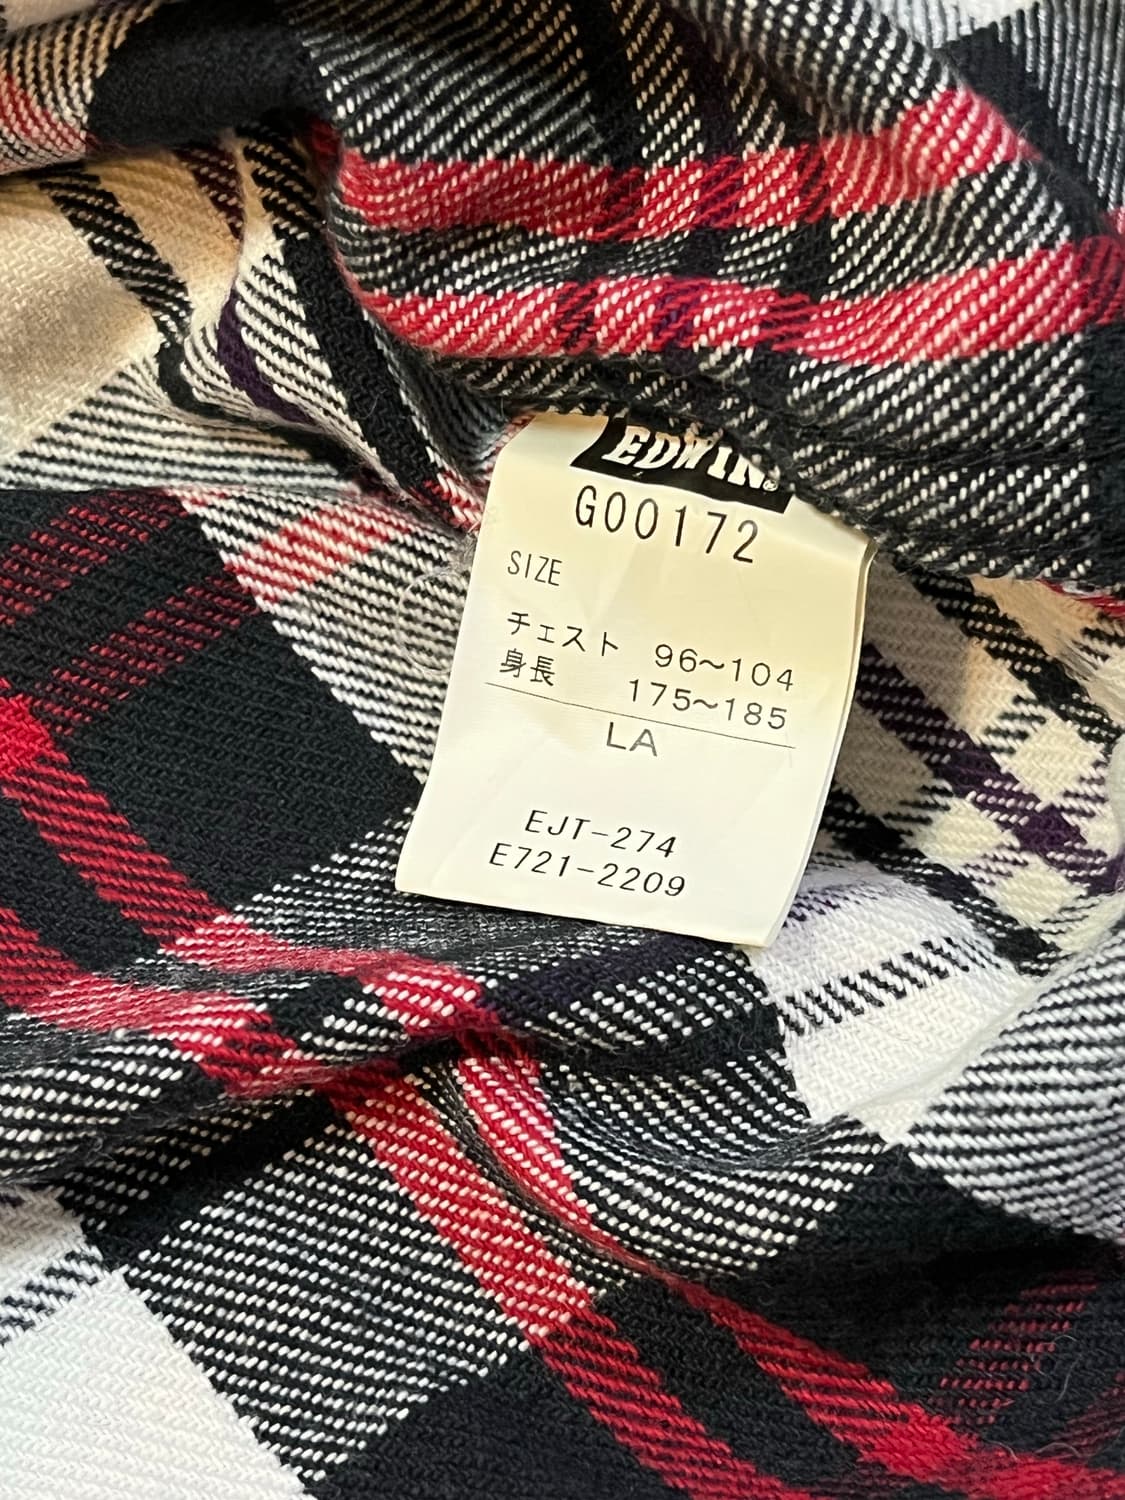 EDWIN®
G00172
SIZE
チェスト 96~104
身長 175~185
LA
EJT-274
E721-2209